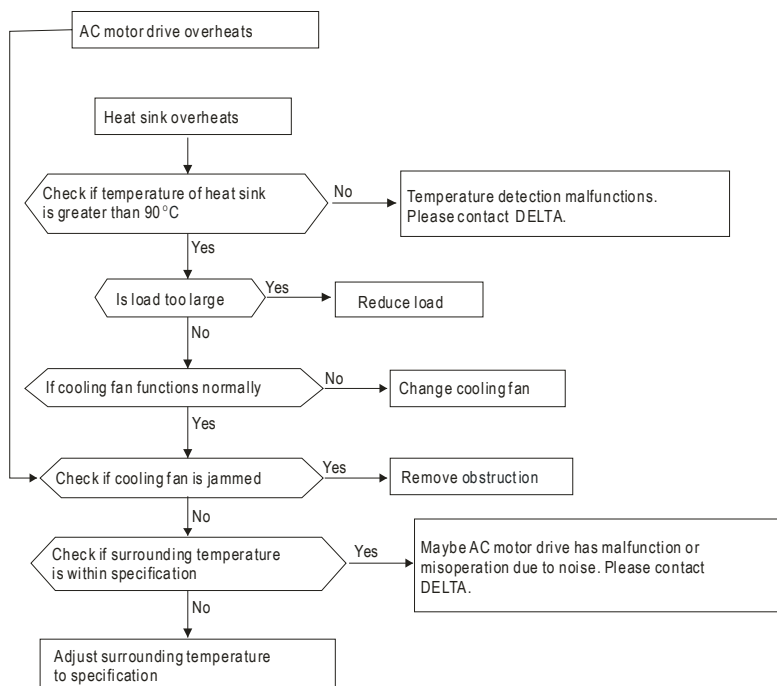 AC motor drive overheats
Heat sink overheats
Check if temperature of heat sink
is greater than 90°C
No
Temperature detection malfunctions.
Please contact DELTA.
Yes
Is load too large
Yes
Reduce load
No
If cooling fan functions normally
No
Change cooling fan
Yes
Check if cooling fan is jammed
Yes
Remove obstruction
No
Check if surrounding temperature
is within specification
Yes
Maybe AC motor drive has malfunction or
misoperation due to noise. Please contact
DELTA.
No
Adjust surrounding temperature
to specification